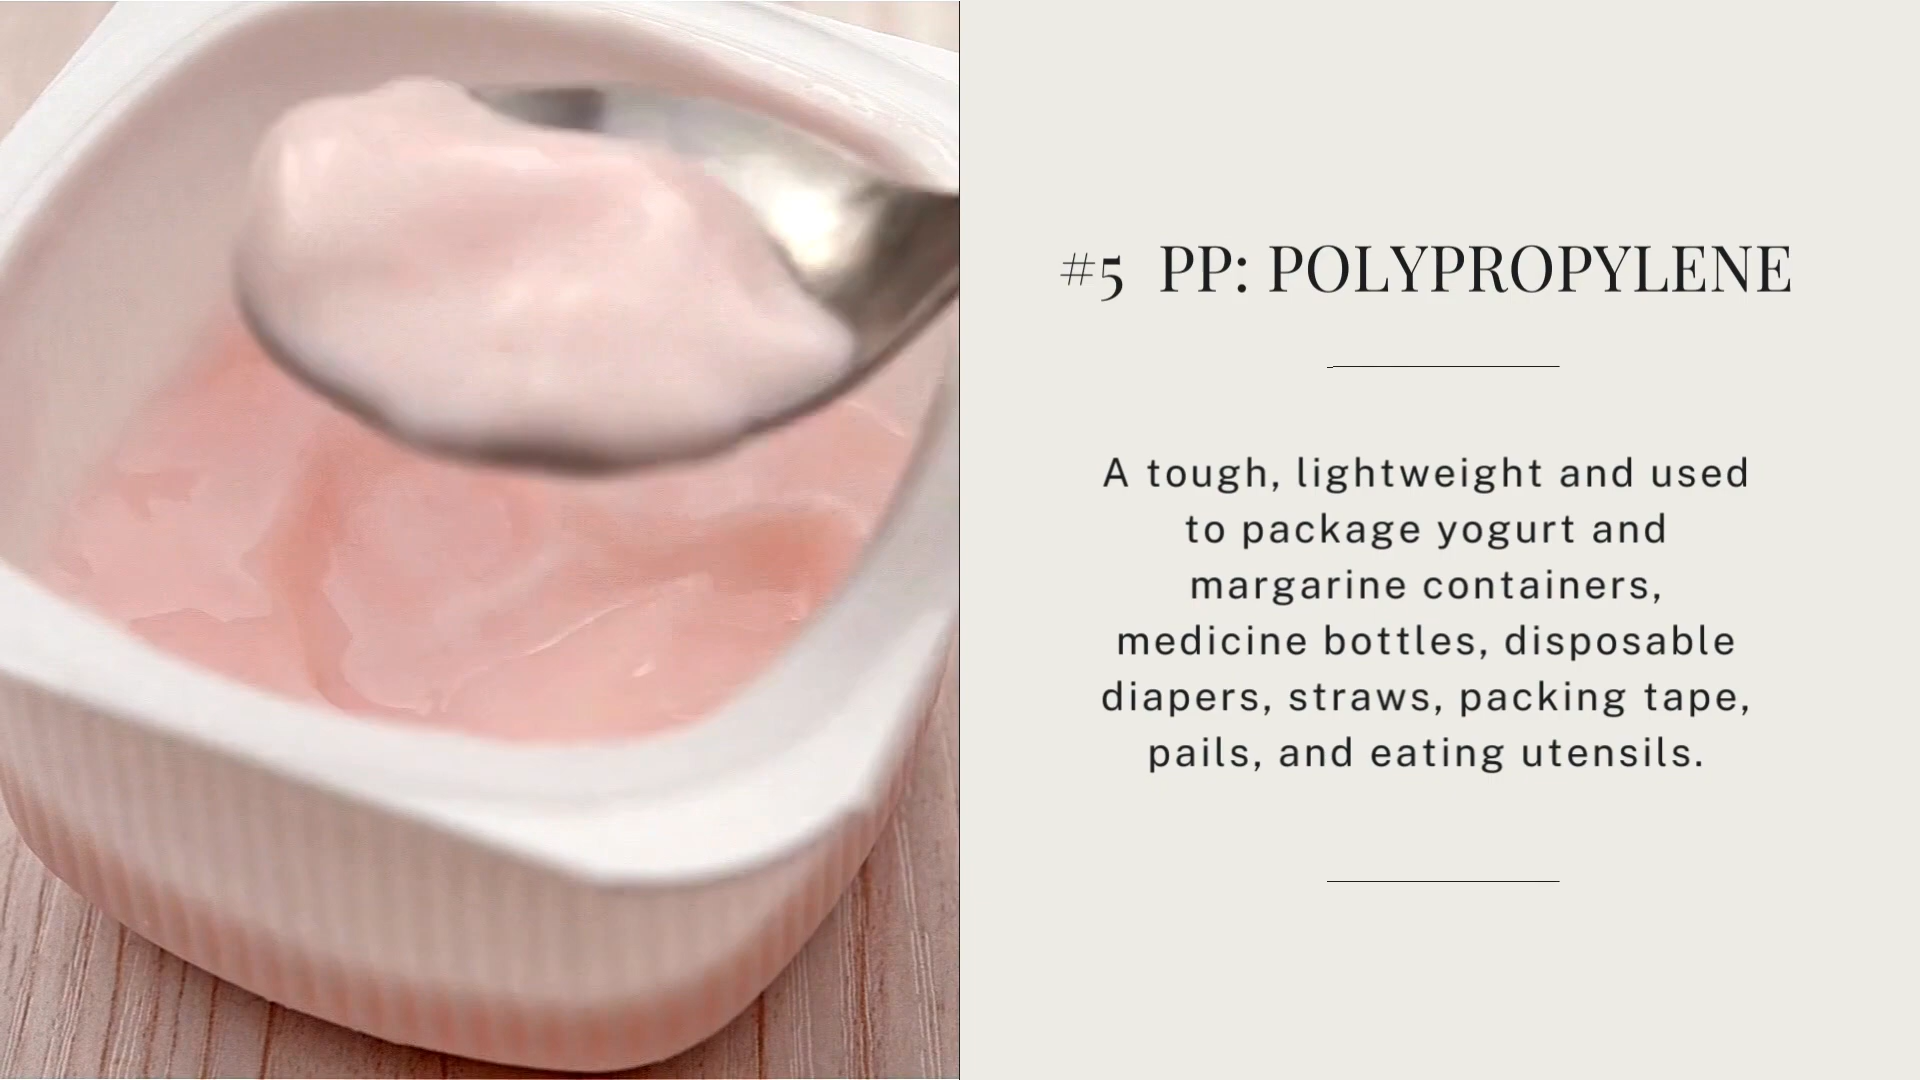 #5 PP: POLYPROPYLENE
A tough, lightweight and used
to package yogurt and
margarine containers,
medicine bottles, disposable
diapers, straws, packing tape,
pails, and eating utensils.